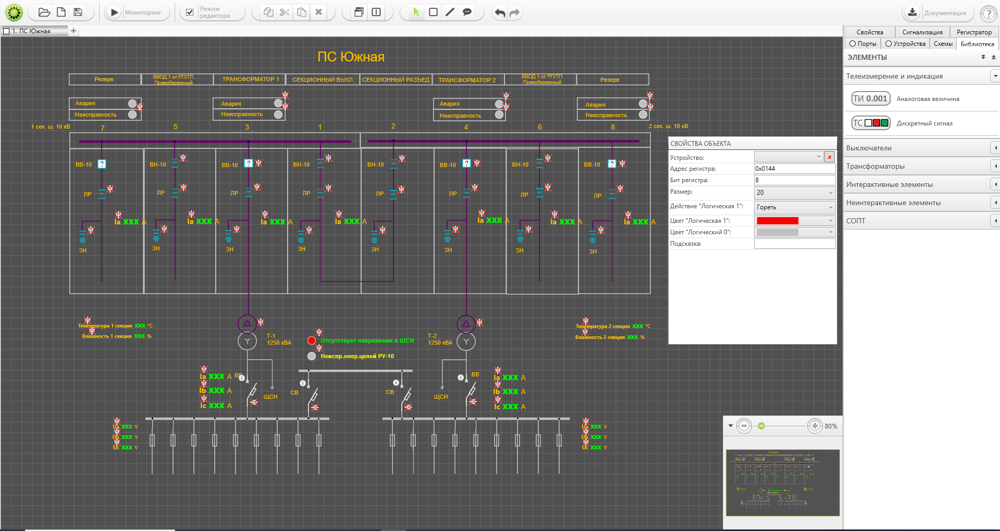 Мониторинг
Режим
редактора
Документация
?
1. ПС Южная
+
Свойства
Сигнализация
Регистратор
Порты
Устройства
Схемы
Библиотека
ЭЛЕМЕНТЫ
Телеизмерение и индикация
ТИ 0.001
Аналоговая величина
ТС
Дискретный сигнал
Выключатели
Трансформаторы
Интерактивные элементы
Неинтерактивные элементы
СОПТ
ПС Южная
Резерв
ВВОД 1 от РП/ТП
Правобережный
ТРАНСФОРМАТОР 1
СЕКЦИОННЫЙ ВЫКЛ.
СЕКЦИОННЫЙ РАЗЪЕД.
ТРАНСФОРМАТОР 2
ВВОД 1 от РП/ТП
Правобережный
Резерв
Авария
Неисправность
Авария
Неисправность
Авария
Неисправность
Авария
Неисправность
1 сек. ш. 10 кВ
7
5
3
1
2
4
6
8
2 сек. ш. 10 кВ
ВВ-10
?
ВН-10
ВВ-10
?
ВН-10
ВН-10
ВВ-10
?
ВН-10
ВВ-10
?
ЛР
ЛР
ЛР
ЛР
ЛР
ЛР
ЛР
ЛР
Ia XXX A
Ia XXX A
Ia XXX A
Ia XXX A
Ia XXX A
Ia XXX A
Ia XXX A
ЗН
ЗН
ЗН
ЗН
ЗН
ЗН
ЗН
ЗН
СВОЙСТВА ОБЪЕКТА
Устройство:
x
Адрес регистра:
0x0144
Бит регистра:
8
Размер:
20
Действие "Логическая 1":
Гореть
Цвет "Логическая 1":
Цвет "Логический 0":
Подсказка:
Температура 1 секция XXX °C
Влажность 1 секция XXX %
Т-1
1250 кВА
Отсутствует напряжения в ШСН
Неиспр.опер.цепей РУ-10
Т-2
1250 кВА
Температура 2 секция XXX °C
Влажность 2 секция XXX %
Ia XXX A
Ib XXX A
Ic XXX A
ВВ
ЩСН
СВ
СВ
ЩСН
ВВ
Ia XXX A
Ib XXX A
Ic XXX A
Ua XXX V
Ub XXX V
Uc XXX V
Ua XXX V
Ub XXX V
Uc XXX V
80%